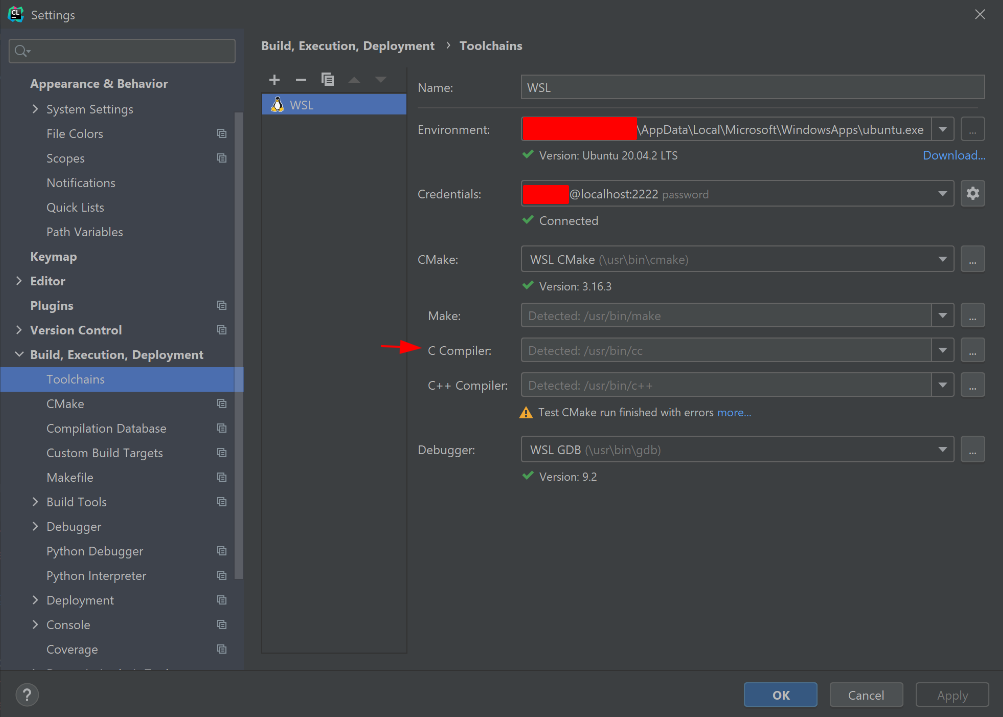 CL Settings
Appearance & Behavior
System Settings
File Colors
Scopes
Notifications
Quick Lists
Path Variables
Keymap
Editor
Plugins
Version Control
Build, Execution, Deployment
Toolchains
CMake
Compilation Database
Custom Build Targets
Makefile
Build Tools
Debugger
Python Debugger
Python Interpreter
Deployment
Console
Coverage
Build, Execution, Deployment › Toolchains
WSL
Name: WSL
Environment: \AppData\Local\Microsoft\WindowsApps\ubuntu.exe ...
Version: Ubuntu 20.04.2 LTS Download...
Credentials: @localhost:2222 password
Connected
CMake: WSL CMake (\usr\bin\cmake) ...
Version: 3.16.3
Make: Detected: /usr/bin/make ...
C Compiler: Detected: /usr/bin/cc ...
C++ Compiler: Detected: /usr/bin/c++ ...
Test CMake run finished with errors more...
Debugger: WSL GDB (\usr\bin\gdb) ...
Version: 9.2
? OK Cancel Apply